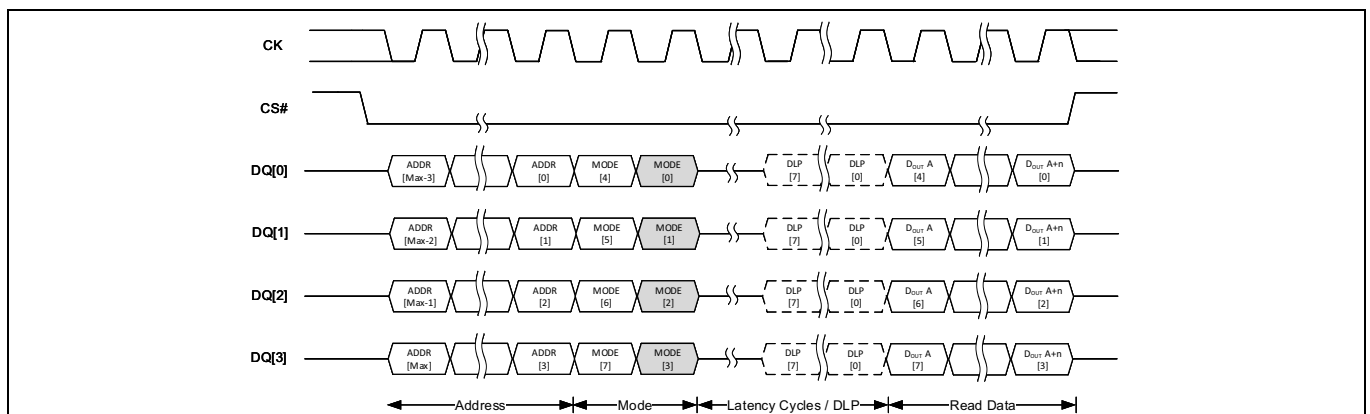 CK
CS#
DQ[0]
ADDR ADDR MODE MODE DLP DLP DOUT A DOUT A+n
[Max-3] [0] [4] [0] [7] [0] [4] [0]
DQ[1]
ADDR ADDR MODE MODE DLP DLP DOUT A DOUT A+n
[Max-2] [1] [5] [1] [7] [0] [5] [1]
DQ[2]
ADDR ADDR MODE MODE DLP DLP DOUT A DOUT A+n
[Max-1] [2] [6] [2] [7] [0] [6] [2]
DQ[3]
ADDR ADDR MODE MODE DLP DLP DOUT A DOUT A+n
[Max] [3] [7] [3] [7] [0] [7] [3]
Address Mode Latency Cycles / DLP Read Data